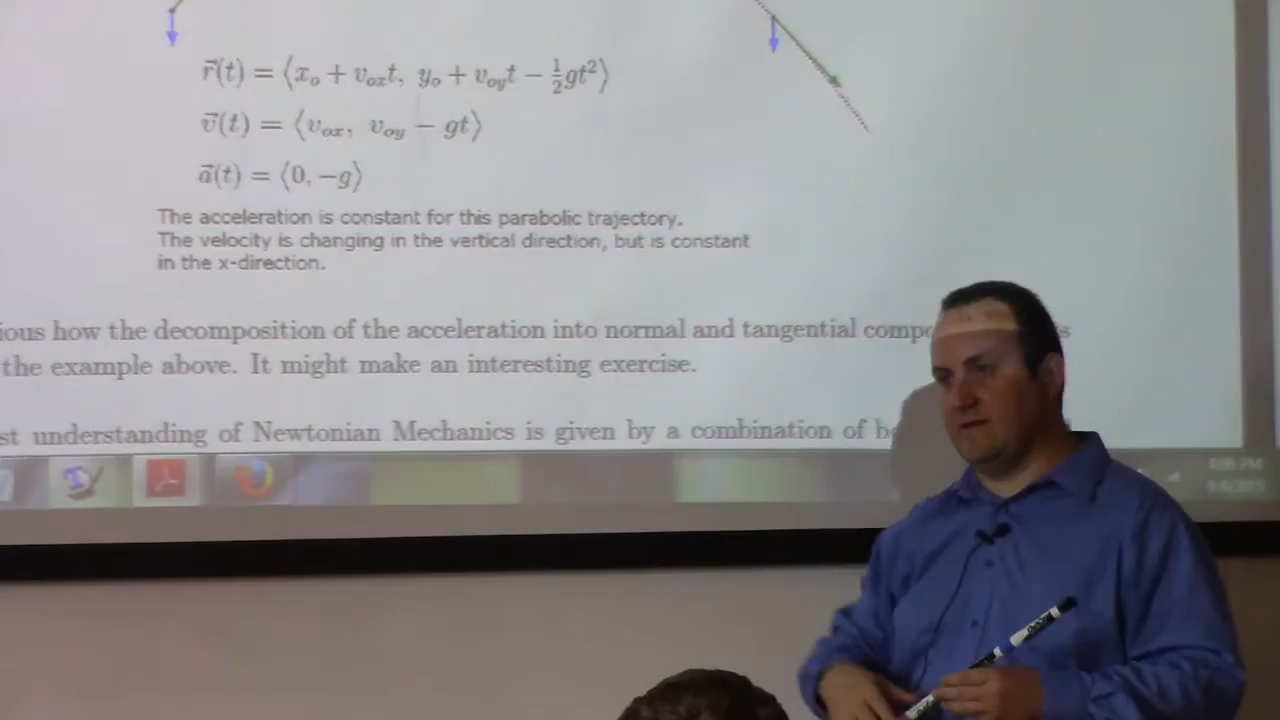 r⃗(t) = ⟨x₀ + v₀ₓt, y₀ + v₀ᵧt − ½gt²⟩
v⃗(t) = ⟨v₀ₓ, v₀ᵧ − gt⟩
a⃗(t) = ⟨0, −g⟩
The acceleration is constant for this parabolic trajectory.
The velocity is changing in the vertical direction, but is constant
in the x-direction.
how the decomposition of the acceleration into normal and tangential
the example above. It might make an interesting exercise.
understanding of Newtonian Mechanics is given by a combination of